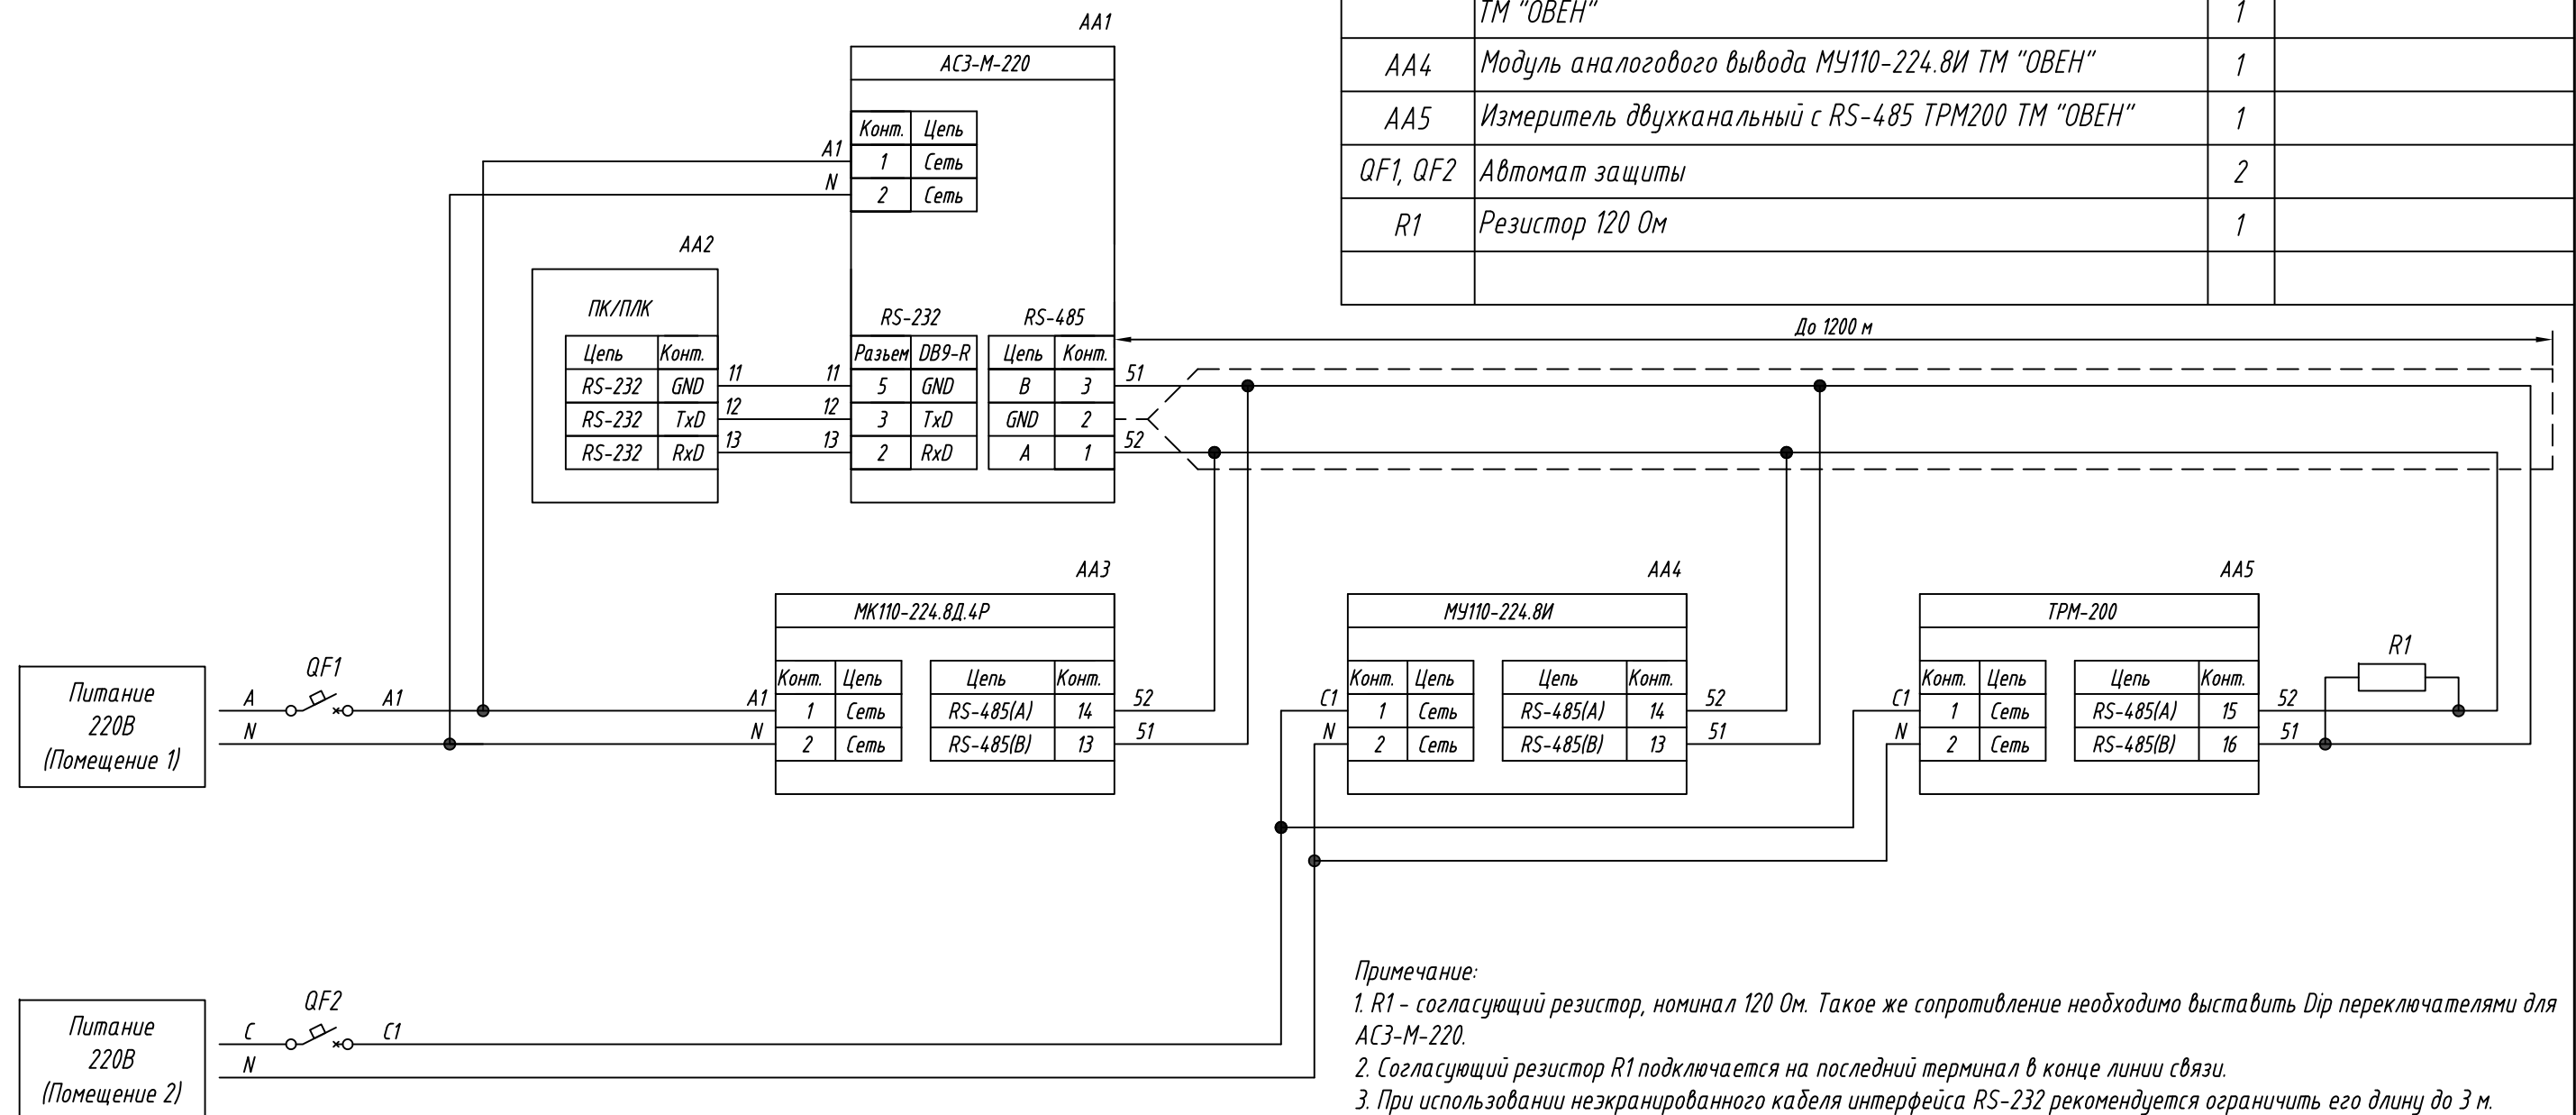 ТМ "ОВЕН" 1
АА4 Модуль аналогового вывода МУ110-224.8И ТМ "ОВЕН" 1
АА5 Измеритель двухканальный с RS-485 ТРМ200 ТМ "ОВЕН" 1
QF1, QF2 Автомат защиты 2
R1 Резистор 120 Ом 1
АА1
АС3-М-220
Конт. Цепь
А1 1 Сеть
N 2 Сеть
АА2
ПК/ПЛК
Цепь Конт.
RS-232 GND 11
RS-232 TxD 12
RS-232 RxD 13
RS-232 RS-485
Разъем DB9-R Цепь Конт.
11 5 GND B 3 51
12 3 TxD GND 2
13 2 RxD A 1 52
До 1200 м
АА3
МК110-224.8Д.4Р
Конт. Цепь Цепь Конт.
А1 1 Сеть RS-485(A) 14 52
N 2 Сеть RS-485(B) 13 51
АА4
МУ110-224.8И
Конт. Цепь Цепь Конт.
С1 1 Сеть RS-485(A) 14 52
N 2 Сеть RS-485(B) 13 51
АА5
ТРМ-200
Конт. Цепь Цепь Конт.
С1 1 Сеть RS-485(A) 15 52
N 2 Сеть RS-485(B) 16 51
R1
Питание
220В
(Помещение 1)
QF1
А А1
N
Питание
220В
(Помещение 2)
QF2
С С1
N
Примечание:
1. R1 - согласующий резистор, номинал 120 Ом. Такое же сопротивление необходимо выставить Dip переключателями для
АС3-М-220.
2. Согласующий резистор R1 подключается на последний терминал в конце линии связи.
3. При использовании неэкранированного кабеля интерфейса RS-232 рекомендуется ограничить его длину до 3 м.